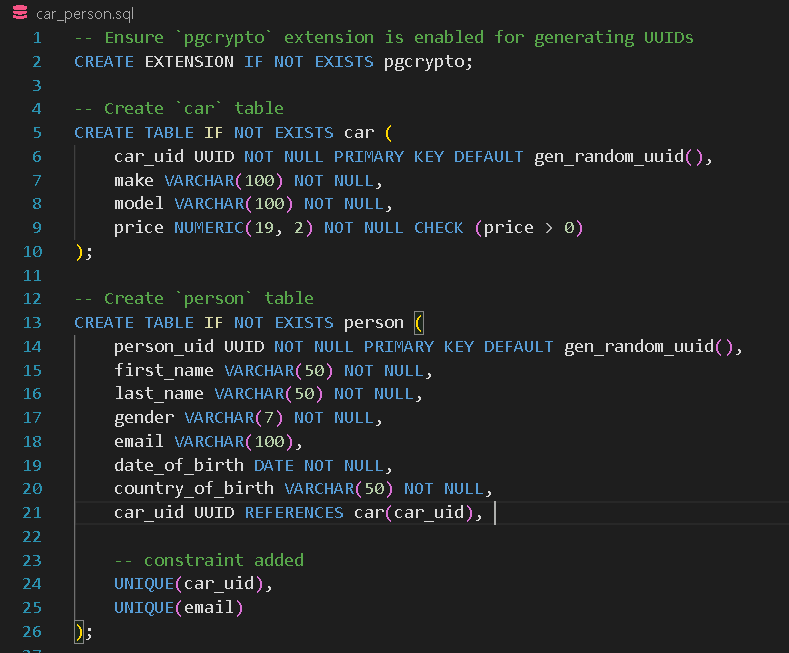 car_person.sql
1 -- Ensure `pgcrypto` extension is enabled for generating UUIDs
2 CREATE EXTENSION IF NOT EXISTS pgcrypto;
3
4 -- Create `car` table
5 CREATE TABLE IF NOT EXISTS car (
6     car_uid UUID NOT NULL PRIMARY KEY DEFAULT gen_random_uuid(),
7     make VARCHAR(100) NOT NULL,
8     model VARCHAR(100) NOT NULL,
9     price NUMERIC(19, 2) NOT NULL CHECK (price > 0)
10 );
11
12 -- Create `person` table
13 CREATE TABLE IF NOT EXISTS person (
14     person_uid UUID NOT NULL PRIMARY KEY DEFAULT gen_random_uuid(),
15     first_name VARCHAR(50) NOT NULL,
16     last_name VARCHAR(50) NOT NULL,
17     gender VARCHAR(7) NOT NULL,
18     email VARCHAR(100),
19     date_of_birth DATE NOT NULL,
20     country_of_birth VARCHAR(50) NOT NULL,
21     car_uid UUID REFERENCES car(car_uid),
22
23     -- constraint added
24     UNIQUE(car_uid),
25     UNIQUE(email)
26 );